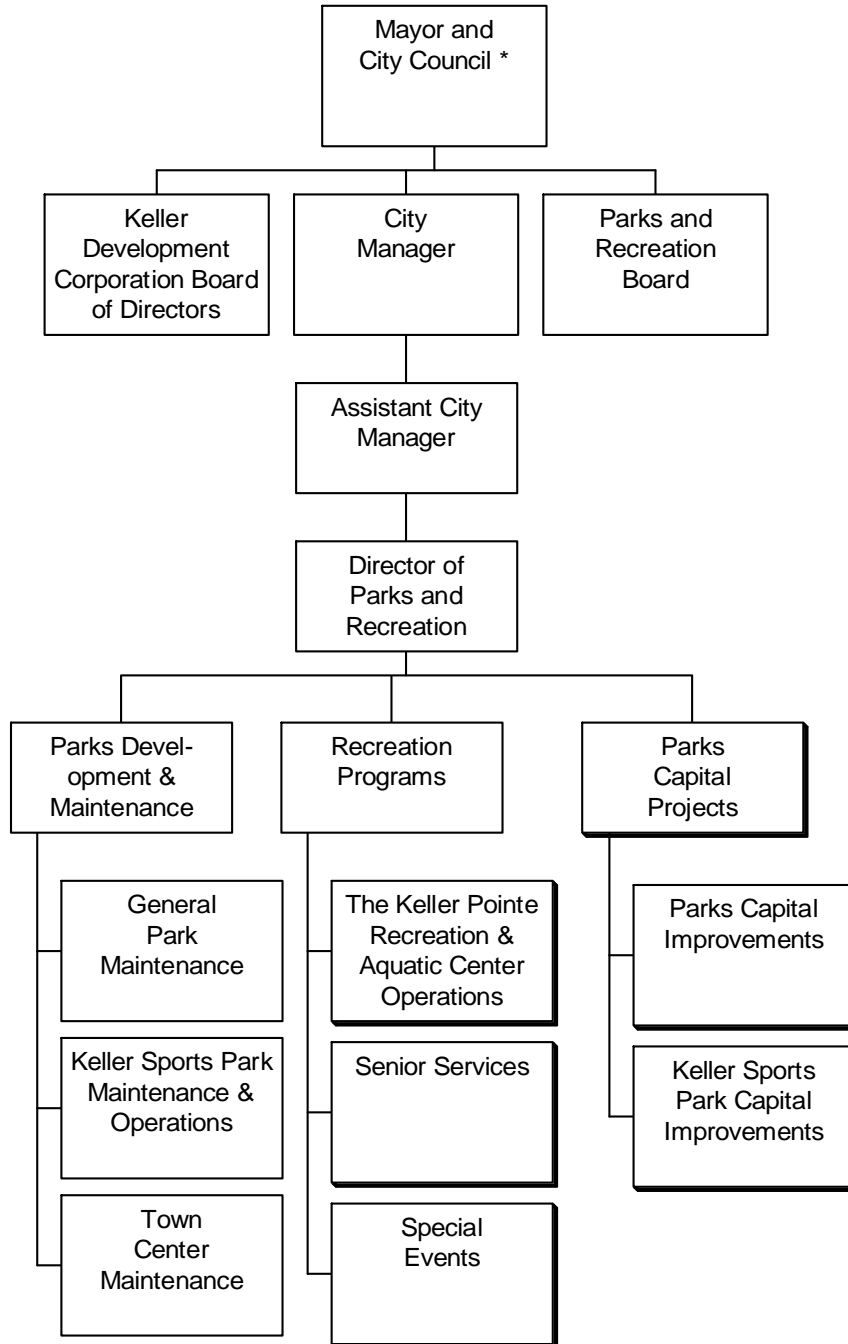 Mayor and
City Council *
Keller
Development
Corporation Board
of Directors
City
Manager
Parks and
Recreation
Board
Assistant City
Manager
Director of
Parks and
Recreation
Parks Devel-
opment &
Maintenance
Recreation
Programs
Parks
Capital
Projects
General
Park
Maintenance
The Keller Pointe
Recreation &
Aquatic Center
Operations
Parks Capital
Improvements
Keller Sports Park
Maintenance &
Operations
Senior Services
Keller Sports
Park Capital
Improvements
Town
Center
Maintenance
Special
Events